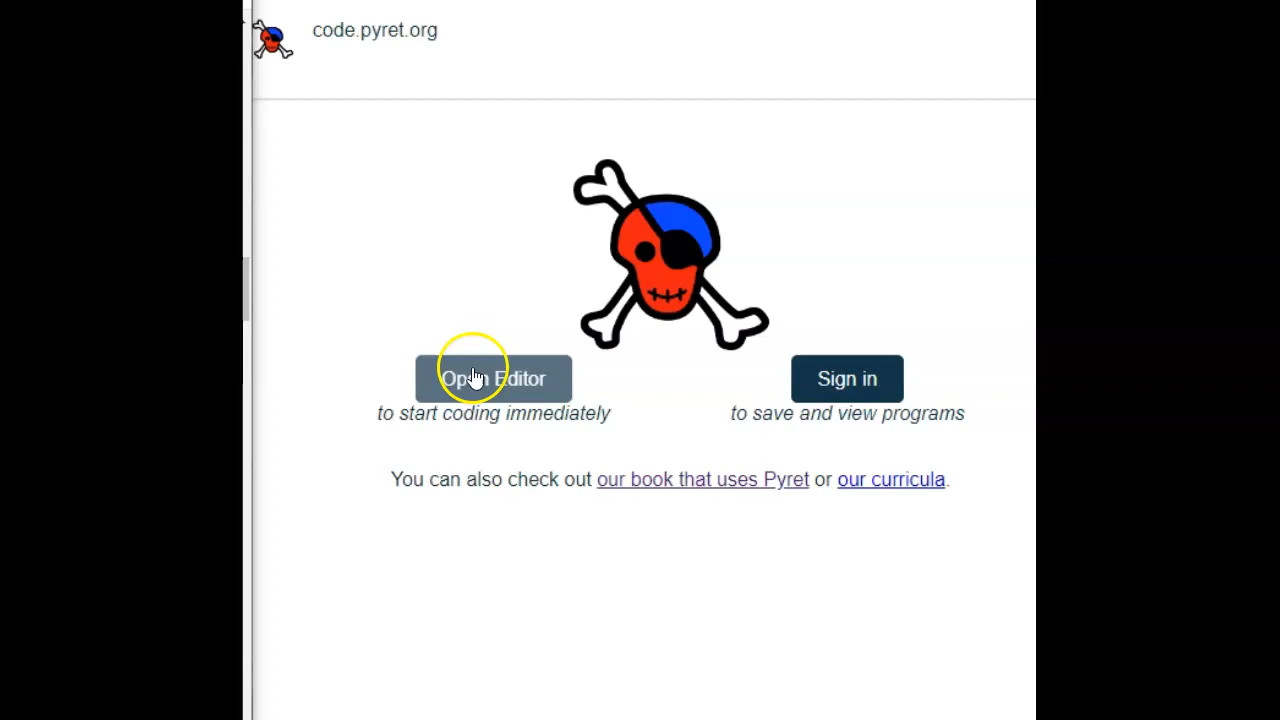 code.pyret.org
Open Editor
to start coding immediately
Sign in
to save and view programs
You can also check out our book that uses Pyret or our curricula.